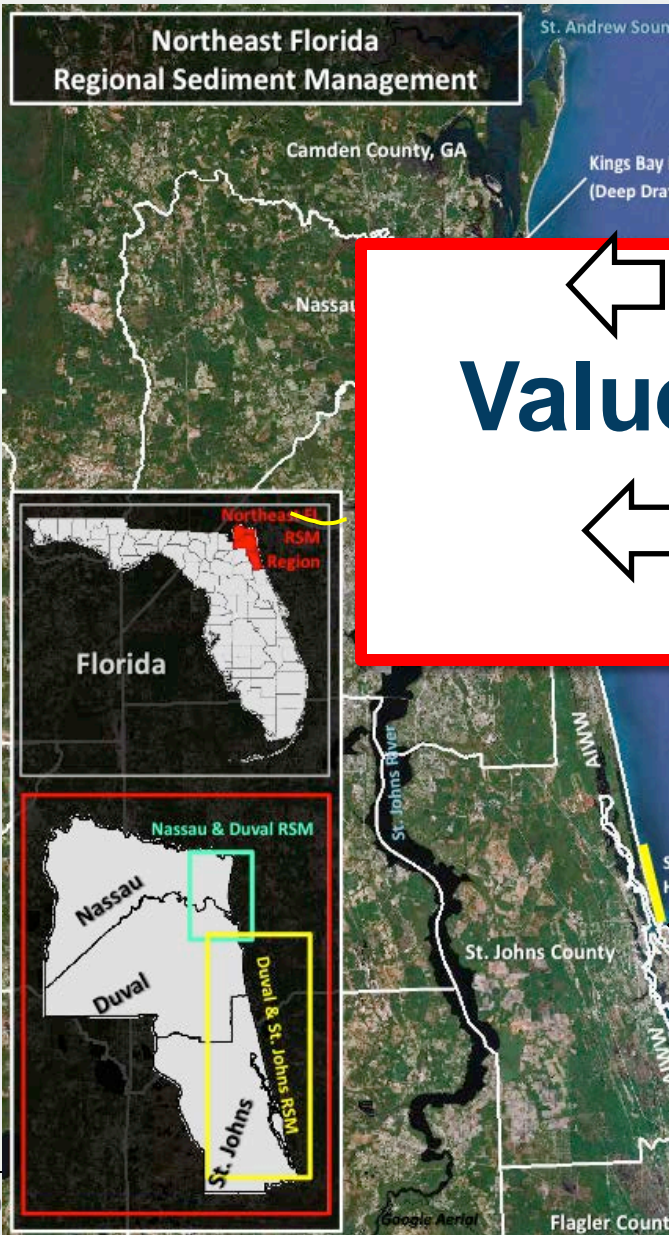 Northeast Florida
Regional Sediment Management
St. Andrew Soun
Camden County, GA
Kings Bay
(Deep Dra
Nassau
Value
Northeast FL
RSM
Region
Florida
St. Johns River
AIWW
S
H
Nassau & Duval RSM
Nassau
Duval
Duval & St. Johns RSM
St. Johns
St. Johns County
AIWW
Google Aerial
Flagler Count